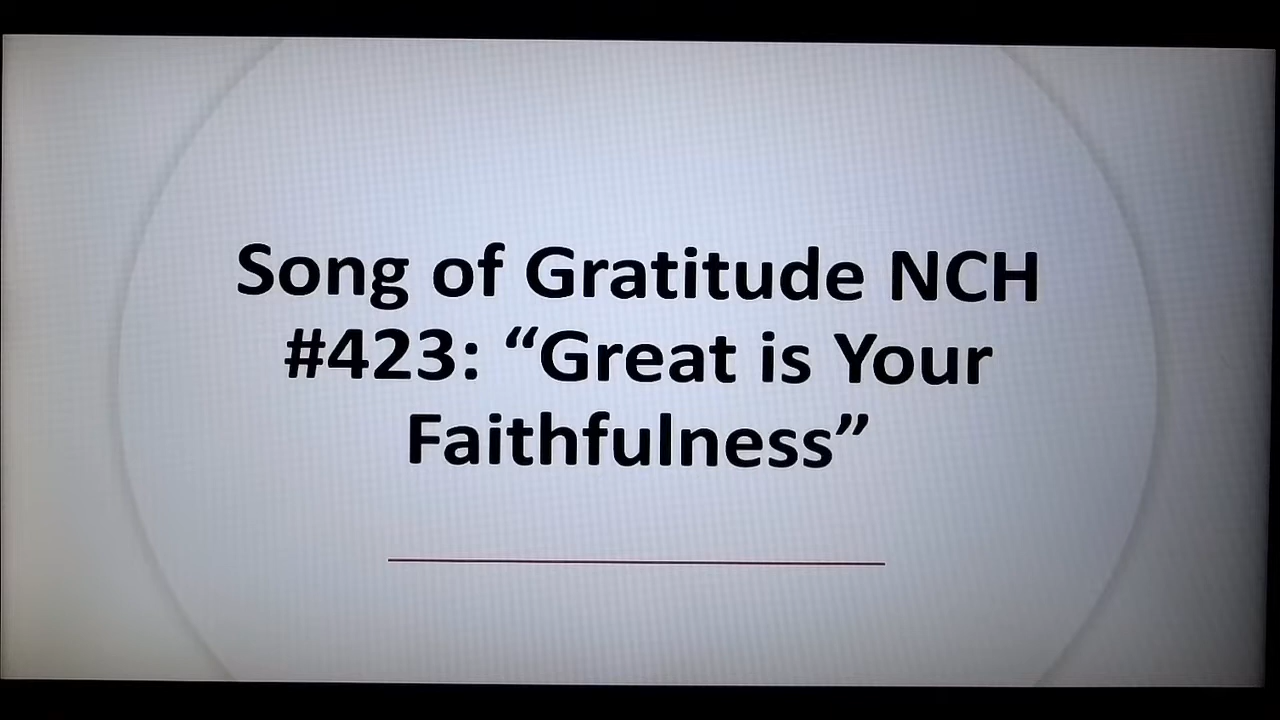 Song of Gratitude NCH
#423: “Great is Your
Faithfulness”